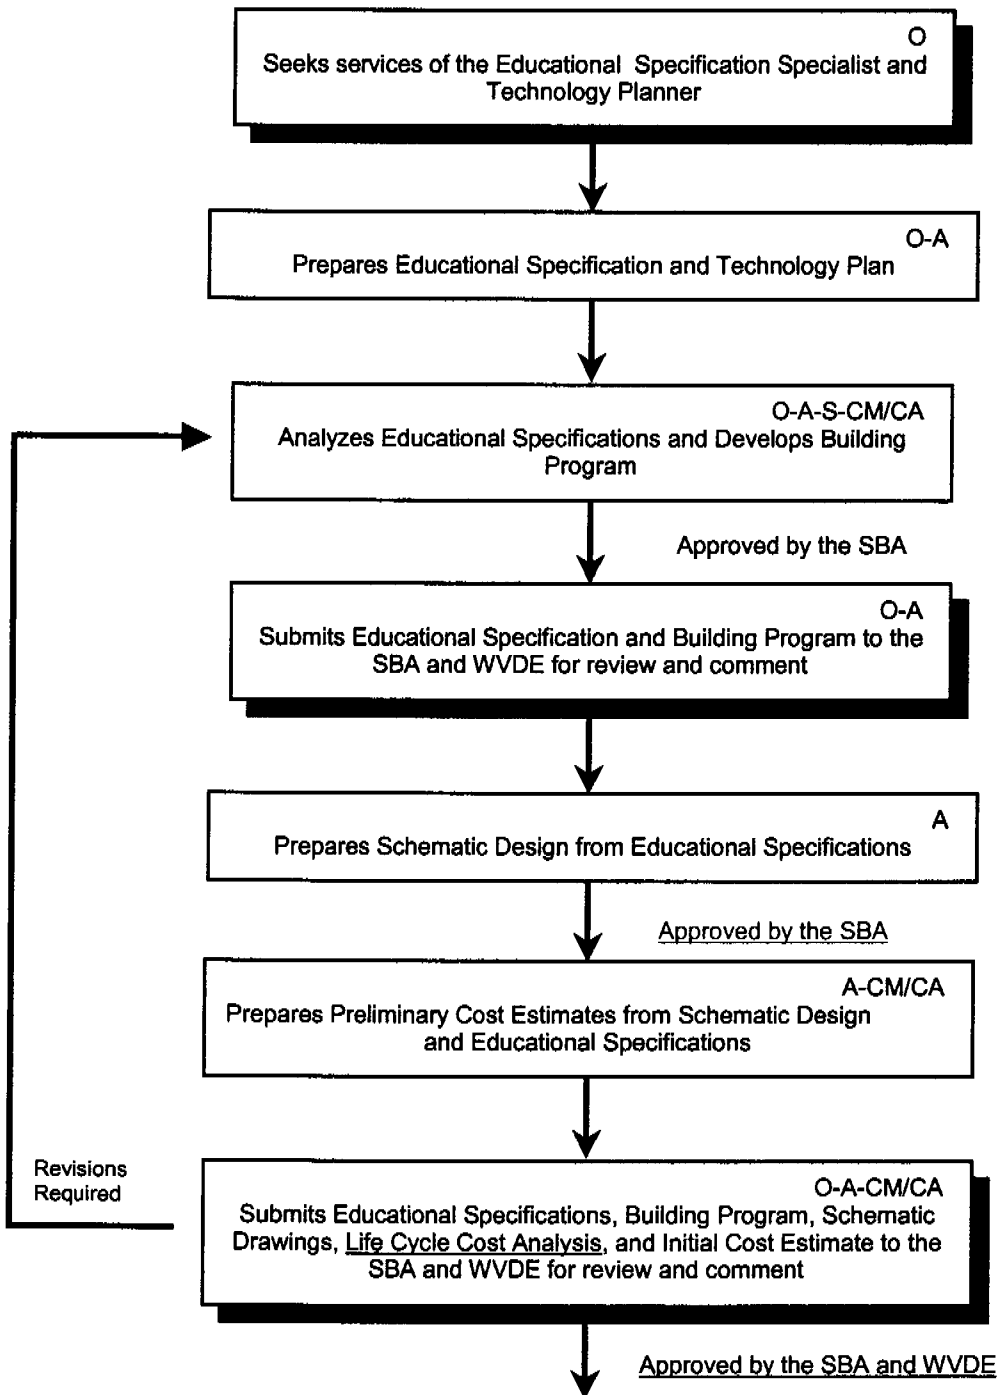 O
Seeks services of the Educational Specification Specialist and
Technology Planner
O-A
Prepares Educational Specification and Technology Plan
O-A-S-CM/CA
Analyzes Educational Specifications and Develops Building
Program
Approved by the SBA
O-A
Submits Educational Specification and Building Program to the
SBA and WVDE for review and comment
A
Prepares Schematic Design from Educational Specifications
Approved by the SBA
A-CM/CA
Prepares Preliminary Cost Estimates from Schematic Design
and Educational Specifications
Revisions
Required
O-A-CM/CA
Submits Educational Specifications, Building Program, Schematic
Drawings, Life Cycle Cost Analysis, and Initial Cost Estimate to the
SBA and WVDE for review and comment
Approved by the SBA and WVDE